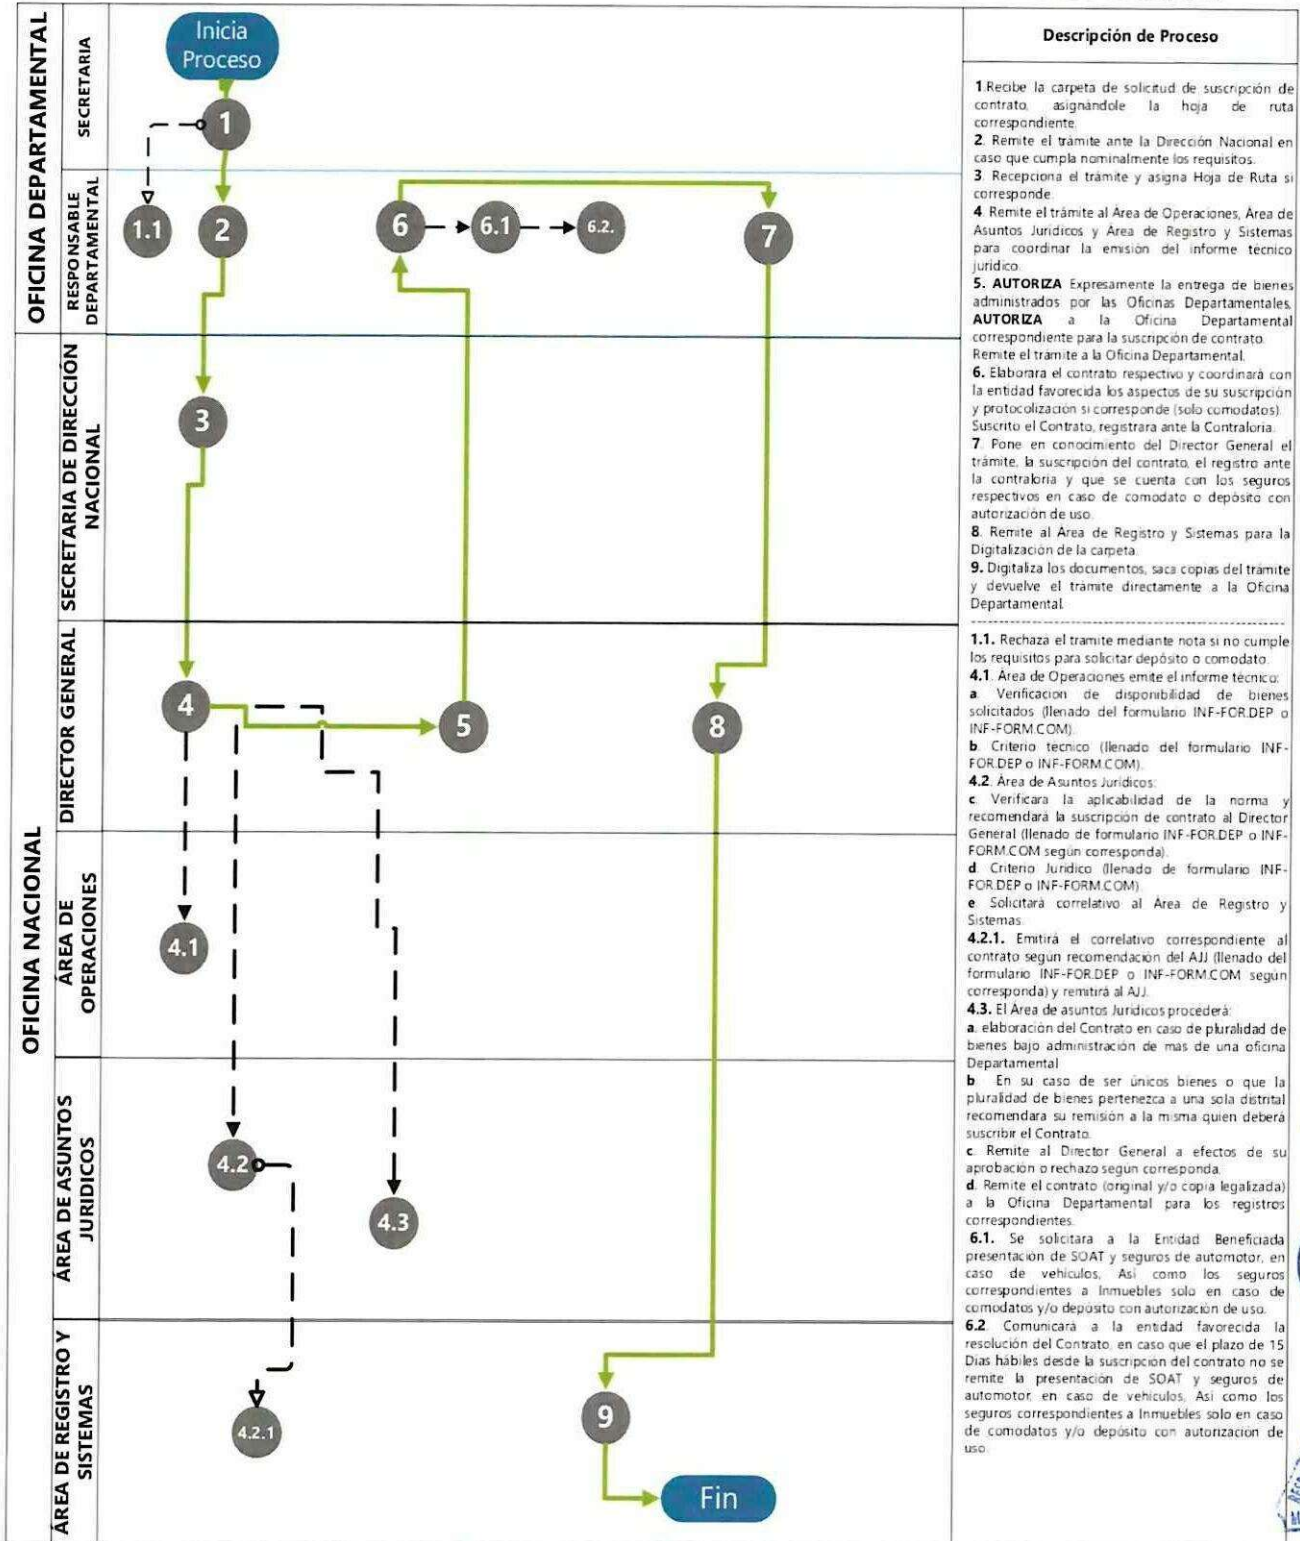 OFICINA DEPARTAMENTAL
SECRETARIA
Inicia
Proceso
1
RESPONSABLE
DEPARTAMENTAL
1.1
2
6
6.1
6.2.
7
OFICINA NACIONAL
SECRETARIA DE DIRECCIÓN
NACIONAL
3
DIRECTOR GENERAL
4
5
8
ÁREA DE
OPERACIONES
4.1
ÁREA DE ASUNTOS
JURIDICOS
4.2
4.3
ÁREA DE REGISTRO Y
SISTEMAS
4.2.1
9
Fin
Descripción de Proceso
1.Recibe la carpeta de solicitud de suscripción de
contrato, asignándole la hoja de ruta
correspondiente.
2. Remite el trámite ante la Dirección Nacional en
caso que cumpla nominalmente los requisitos.
3. Recepciona el trámite y asigna Hoja de Ruta si
corresponde.
4. Remite el trámite al Área de Operaciones, Área de
Asuntos Jurídicos y Área de Registro y Sistemas
para coordinar la emisión del informe técnico
jurídico.
5. AUTORIZA Expresamente la entrega de bienes
administrados por las Oficinas Departamentales.
AUTORIZA a la Oficina Departamental
correspondiente para la suscripción de contrato.
Remite el trámite a la Oficina Departamental.
6. Elaborara el contrato respectivo y coordinará con
la entidad favorecida los aspectos de su suscripción
y protocolización si corresponde (solo comodatos).
Suscrito el Contrato, registrara ante la Contraloría.
7. Pone en conocimiento del Director General el
trámite, la suscripción del contrato, el registro ante
la contraloría y que se cuenta con los seguros
respectivos en caso de comodato o depósito con
autorización de uso.
8. Remite al Área de Registro y Sistemas para la
Digitalización de la carpeta.
9. Digitaliza los documentos, saca copias del trámite
y devuelve el trámite directamente a la Oficina
Departamental.
1.1. Rechaza el tramite mediante nota si no cumple
los requisitos para solicitar depósito o comodato.
4.1. Área de Operaciones emite el informe técnico:
a. Verificación de disponibilidad de bienes
solicitados (llenado del formulario INF-FOR.DEP o
INF-FORM.COM).
b. Criterio técnico (llenado del formulario INF-
FOR.DEP o INF-FORM.COM).
4.2. Área de Asuntos Jurídicos:
c. Verificara la aplicabilidad de la norma y
recomendará la suscripción de contrato al Director
General (llenado de formulario INF-FOR.DEP o INF-
FORM.COM según corresponda).
d. Criterio Jurídico (llenado de formulario INF-
FOR.DEP o INF-FORM.COM)
e. Solicitará correlativo al Área de Registro y
Sistemas.
4.2.1. Emitirá el correlativo correspondiente al
contrato según recomendación del AJJ (llenado del
formulario INF-FOR.DEP o INF-FORM.COM según
corresponda) y remitirá al AJJ.
4.3. El Área de asuntos Jurídicos procederá:
a. elaboración del Contrato en caso de pluralidad de
bienes bajo administración de mas de una oficina
Departamental
b. En su caso de ser únicos bienes o que la
pluralidad de bienes pertenezca a una sola distrital
recomendara su remisión a la misma quien deberá
suscribir el Contrato.
c. Remite al Director General a efectos de su
aprobación o rechazo según corresponda.
d. Remite el contrato (original y/o copia legalizada)
a la Oficina Departamental para los registros
correspondientes.
6.1. Se solicitara a la Entidad Beneficiada
presentación de SOAT y seguros de automotor, en
caso de vehículos, Así como los seguros
correspondientes a Inmuebles solo en caso de
comodatos y/o depósito con autorización de uso.
6.2. Comunicará a la entidad favorecida la
resolución del Contrato, en caso que el plazo de 15
Días hábiles desde la suscripción del contrato no se
remite la presentación de SOAT y seguros de
automotor, en caso de vehículos, Así como los
seguros correspondientes a Inmuebles solo en caso
de comodatos y/o depósito con autorización de
uso.